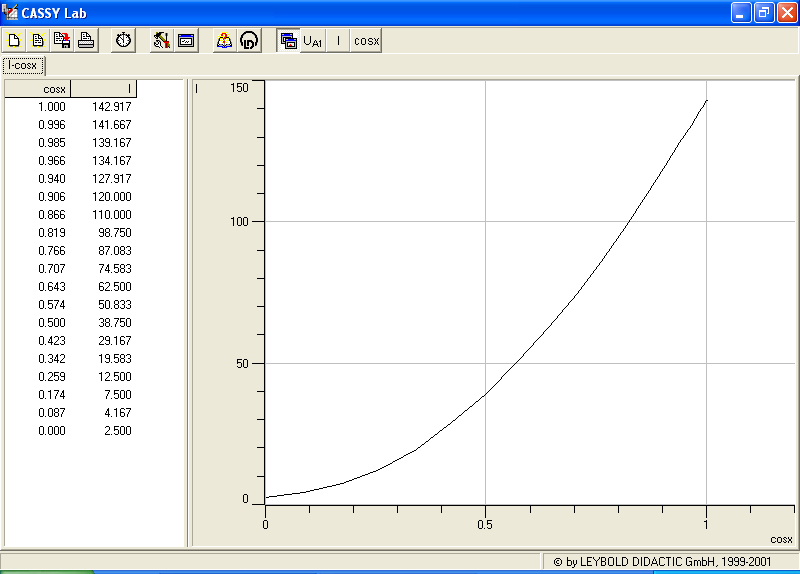 CASSY Lab
UA1 I cosx
I-cosx
cosx I
1.000 142.917
0.996 141.667
0.985 139.167
0.966 134.167
0.940 127.917
0.906 120.000
0.866 110.000
0.819 98.750
0.766 87.083
0.707 74.583
0.643 62.500
0.574 50.833
0.500 38.750
0.423 29.167
0.342 19.583
0.259 12.500
0.174 7.500
0.087 4.167
0.000 2.500
I 150
100
50
0
0 0.5 1
cosx
© by LEYBOLD DIDACTIC GmbH, 1999-2001